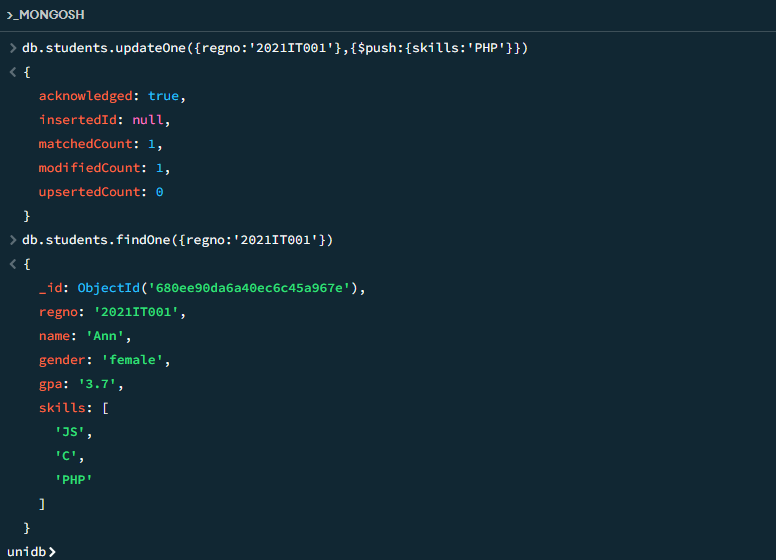 >_MONGOSH
> db.students.updateOne({regno:'2021IT001'},{$push:{skills:'PHP'}})
< {
acknowledged: true,
insertedId: null,
matchedCount: 1,
modifiedCount: 1,
upsertedCount: 0
}
> db.students.findOne({regno:'2021IT001'})
< {
_id: ObjectId('680ee90da6a40ec6c45a967e'),
regno: '2021IT001',
name: 'Ann',
gender: 'female',
gpa: '3.7',
skills: [
'JS',
'C',
'PHP'
]
}
unidb>